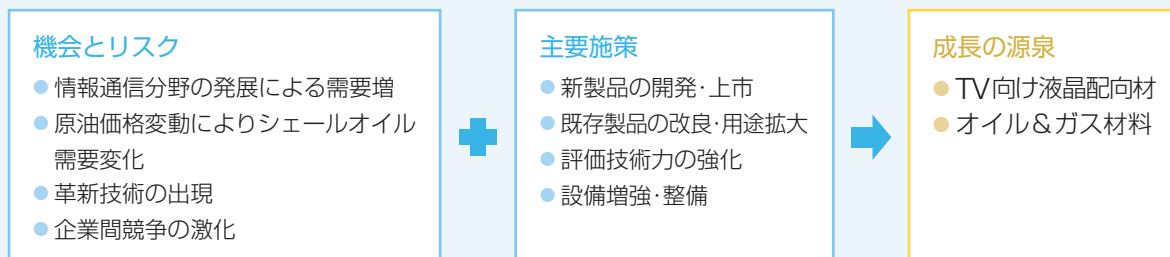 機会とリスク
情報通信分野の発展による需要増
原油価格変動によりシェールオイル
需要変化
革新技術の出現
企業間競争の激化
主要施策
新製品の開発・上市
既存製品の改良・用途拡大
評価技術力の強化
設備増強・整備
成長の源泉
TV向け液晶配向材
オイル&ガス材料